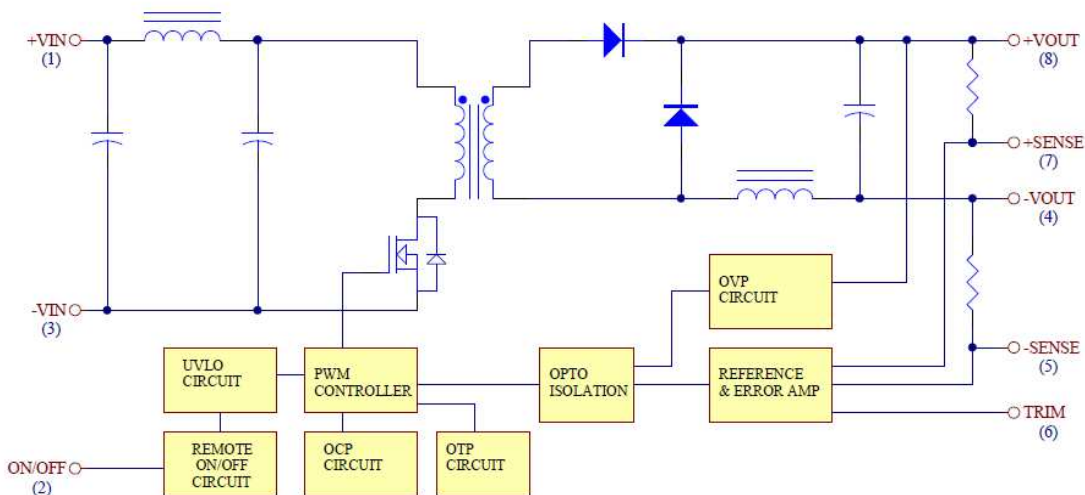 +VIN
(1)
+VOUT
(8)
+SENSE
(7)
-VOUT
(4)
-VIN
(3)
OVP
CIRCUIT
UVLO
CIRCUIT
PWM
CONTROLLER
OPTO
ISOLATION
REFERENCE
& ERROR AMP
-SENSE
(5)
TRIM
(6)
ON/OFF
(2)
REMOTE
ON/OFF
CIRCUIT
OCP
CIRCUIT
OTP
CIRCUIT